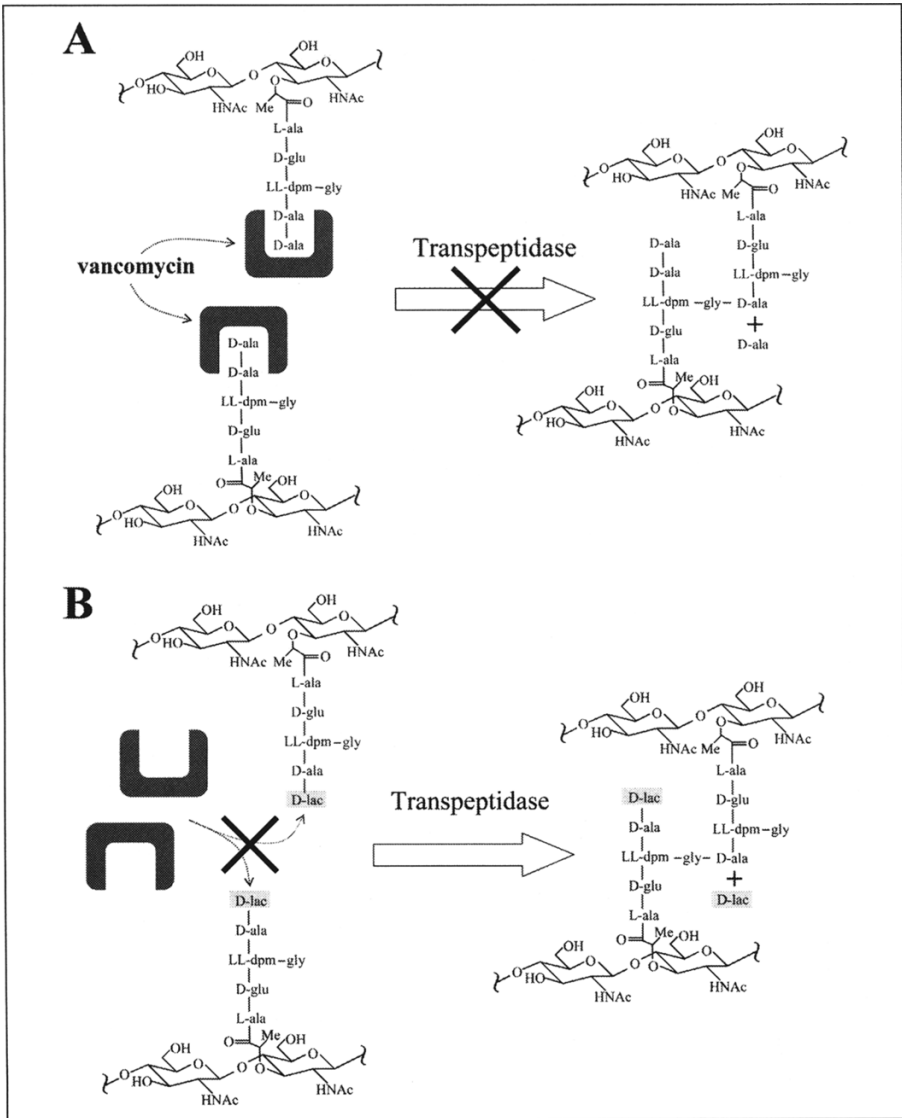 A
OH
OH
O
O
O
O
O
HO
HNAc
O
HNAc
Me
O
L-ala
D-glu
LL-dpm-gly
D-ala
D-ala
vancomycin
D-ala
D-ala
LL-dpm-gly
D-glu
L-ala
O
Me
OH
OH
O
O
O
O
O
HO
HNAc
HNAc
Transpeptidase
OH
OH
O
O
O
O
O
HO
HNAc
O
HNAc
Me
O
L-ala
D-ala
D-glu
D-ala
LL-dpm-gly
LL-dpm-gly-D-ala
D-glu
+
D-ala
L-ala
O
Me
OH
OH
O
O
O
O
O
HO
HNAc
HNAc
B
OH
OH
O
O
O
O
O
HO
HNAc
O
HNAc
Me
O
L-ala
D-glu
LL-dpm-gly
D-ala
D-lac
D-lac
D-ala
LL-dpm-gly
D-glu
L-ala
O
Me
OH
OH
O
O
O
O
O
HO
HNAc
HNAc
Transpeptidase
OH
OH
O
O
O
O
O
HO
HNAc
O
HNAc
Me
O
L-ala
D-lac
D-glu
D-ala
LL-dpm-gly
LL-dpm-gly-D-ala
D-glu
+
D-lac
L-ala
O
Me
OH
OH
O
O
O
O
O
HO
HNAc
HNAc